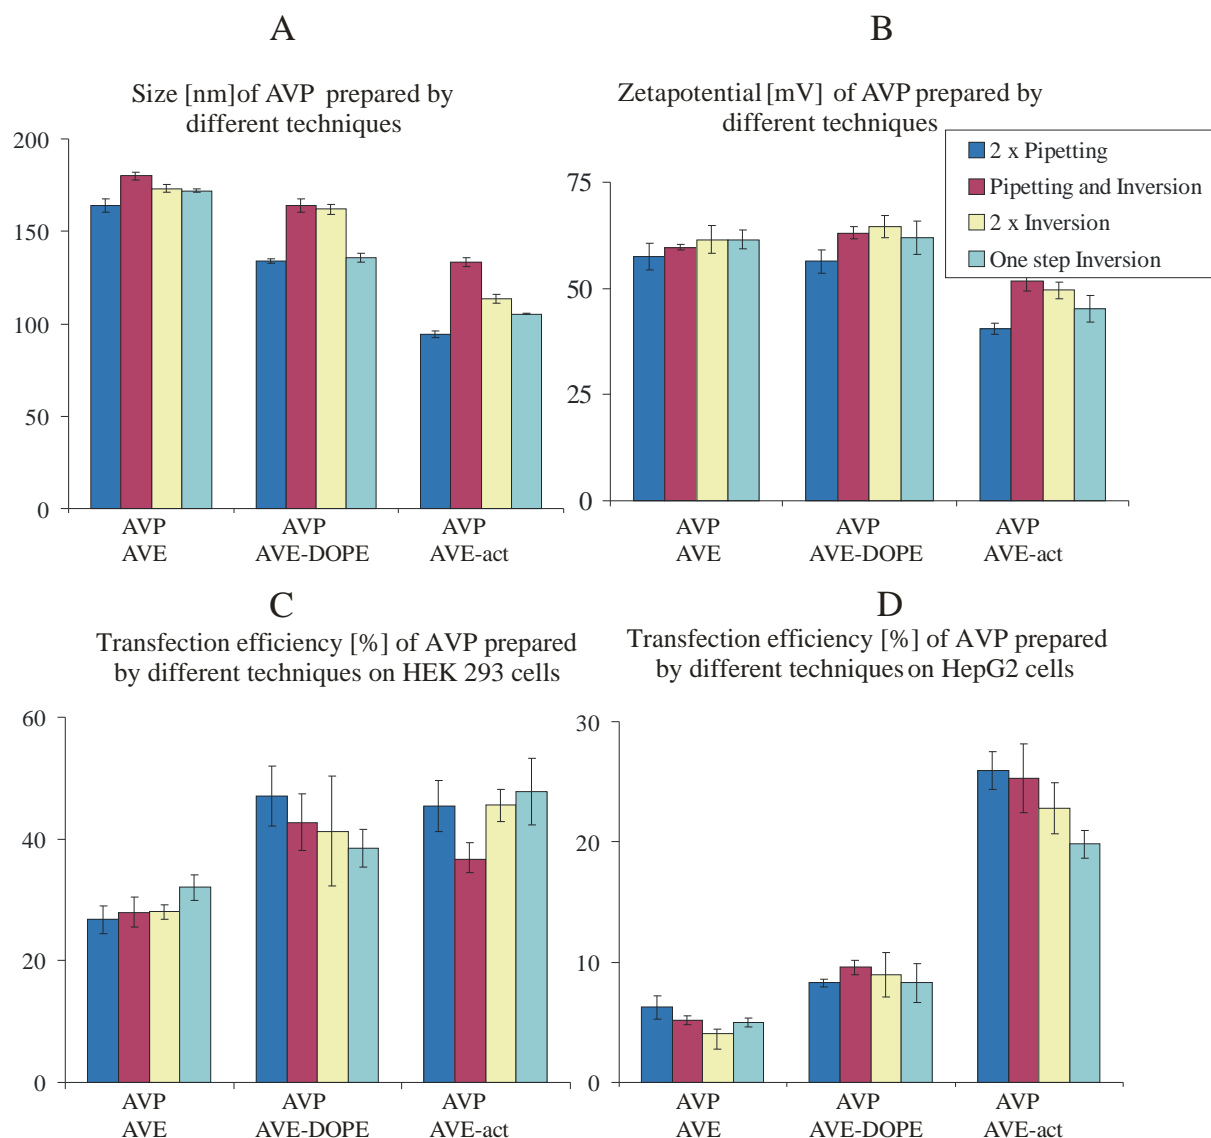 A
Size [nm]of AVP prepared by
different techniques
200
150
100
50
0
AVP
AVE
AVP
AVE-DOPE
AVP
AVE-act
B
Zetapotential [mV] of AVP prepared by
different techniques
2 x Pipetting
Pipetting and Inversion
2 x Inversion
One step Inversion
75
50
25
0
AVP
AVE
AVP
AVE-DOPE
AVP
AVE-act
C
Transfection efficiency [%] of AVP prepared
by different techniques on HEK 293 cells
60
40
20
0
AVP
AVE
AVP
AVE-DOPE
AVP
AVE-act
D
Transfection efficiency [%] of AVP prepared
by different techniques on HepG2 cells
30
20
10
0
AVP
AVE
AVP
AVE-DOPE
AVP
AVE-act